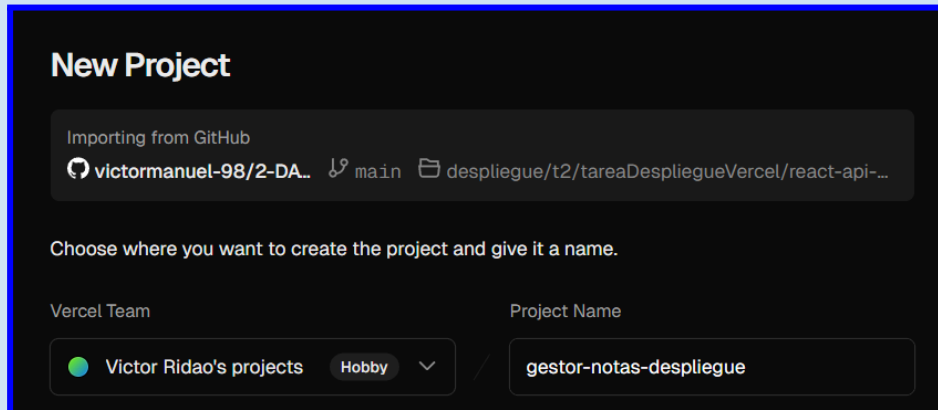 New Project
Importing from GitHub
victormanuel-98/2-DA... main despliegue/t2/tareaDespliegueVercel/react-api-...
Choose where you want to create the project and give it a name.
Vercel Team Project Name
Victor Ridao's projects Hobby / gestor-notas-despliegue